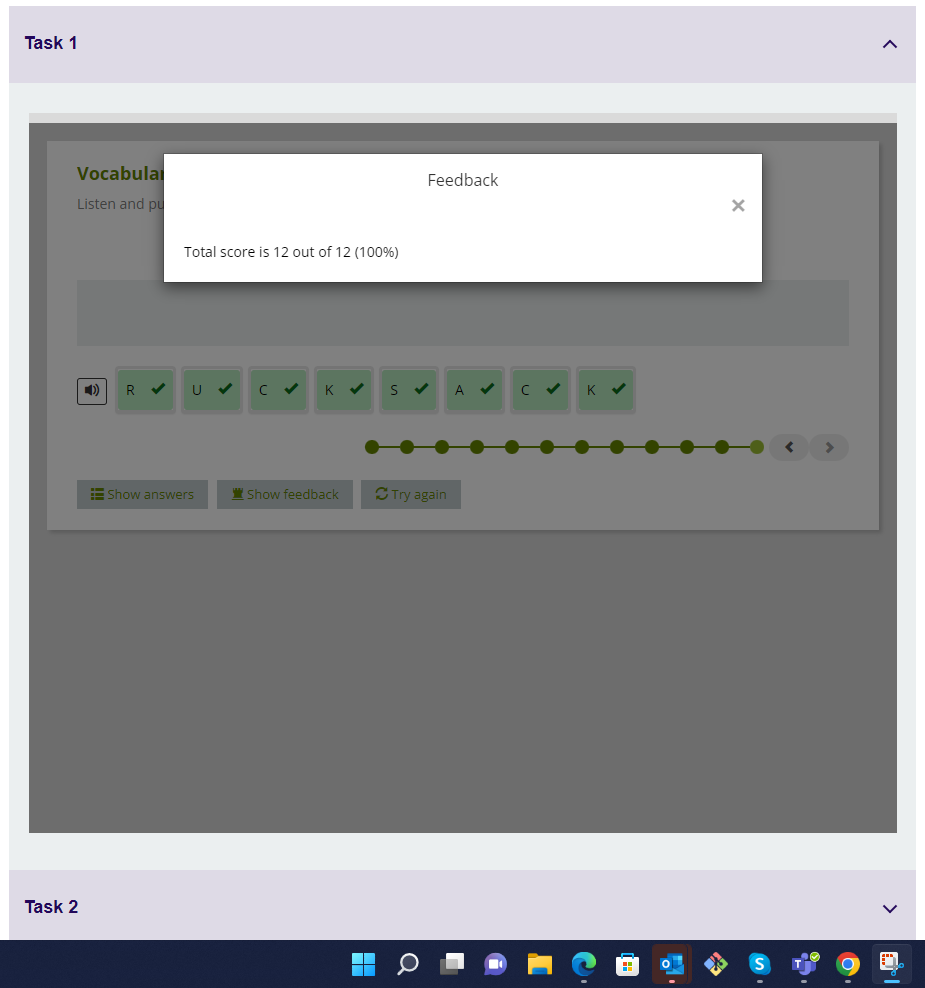 Task 1
Feedback
Vocabular
Listen and pu
Total score is 12 out of 12 (100%)
R U C K S A C K
Show answers Show feedback Try again
Task 2